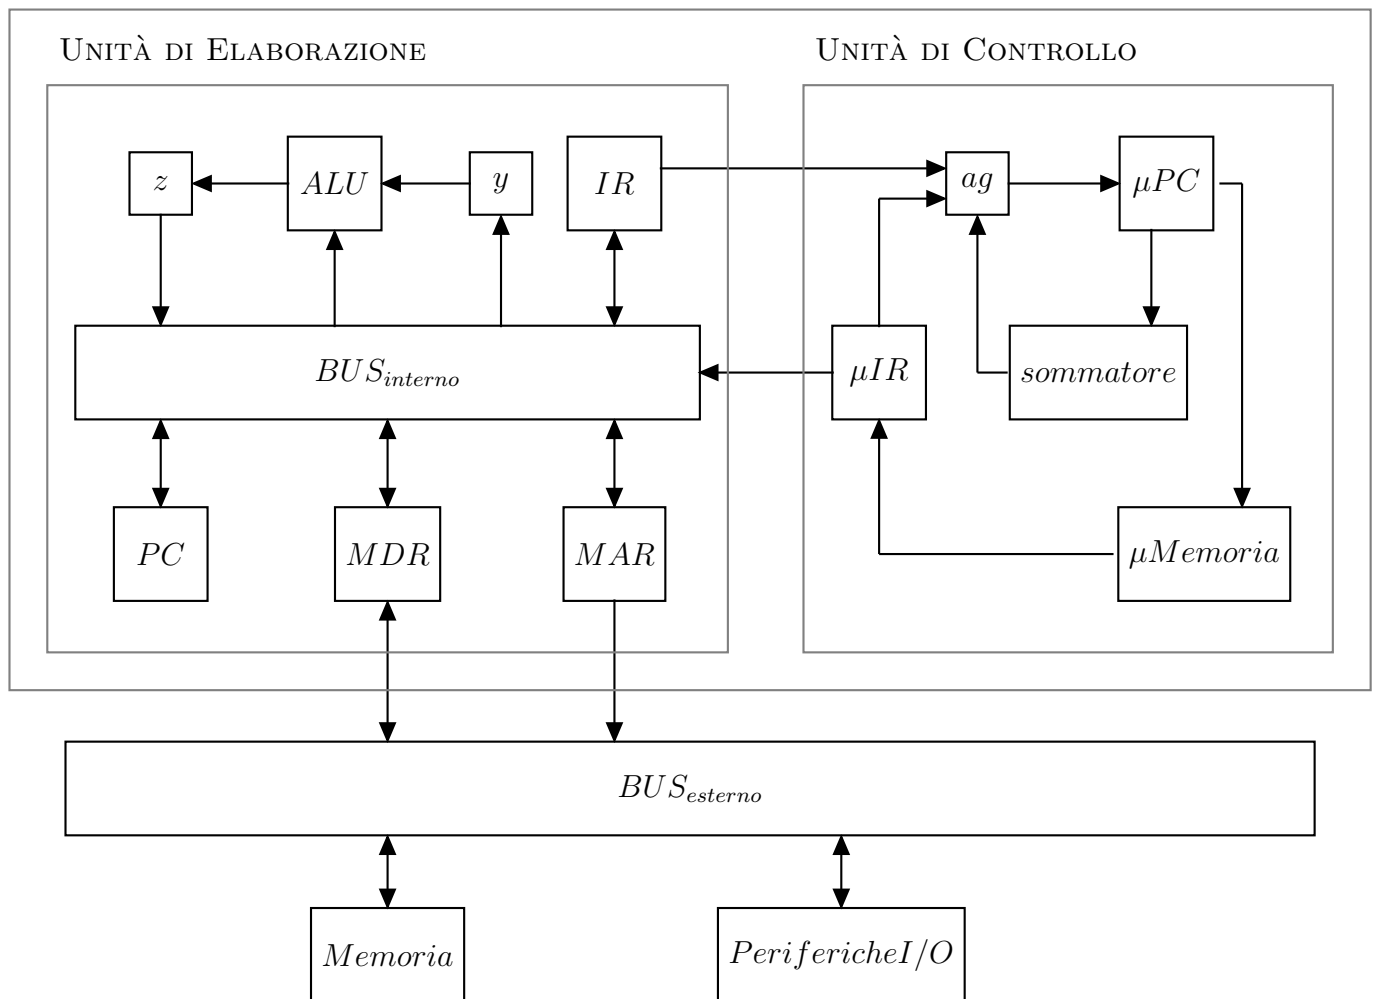 Unità di Elaborazione
Unità di Controllo
z
ALU
y
IR
ag
μPC
BUS_interno
μIR
sommatore
PC
MDR
MAR
μMemoria
BUS_esterno
Memoria
PerifericheI/O